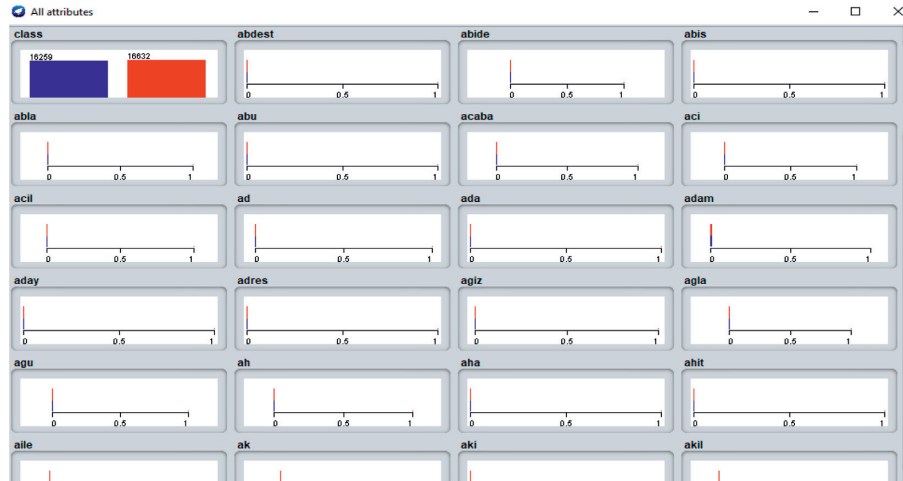 All attributes
class abdest abide abis
16259 16632
0 0.5 1
0 0.5 1
0 0.5 1
abla abu acaba aci
0 0.5 1
0 0.5 1
0 0.5 1
0 0.5 1
acil ad ada adam
0 0.5 1
0 0.5 1
0 0.5 1
0 0.5 1
aday adres agiz agla
0 0.5 1
0 0.5 1
0 0.5 1
0 0.5 1
agu ah aha ahit
0 0.5 1
0 0.5 1
0 0.5 1
0 0.5 1
aile ak aki akil